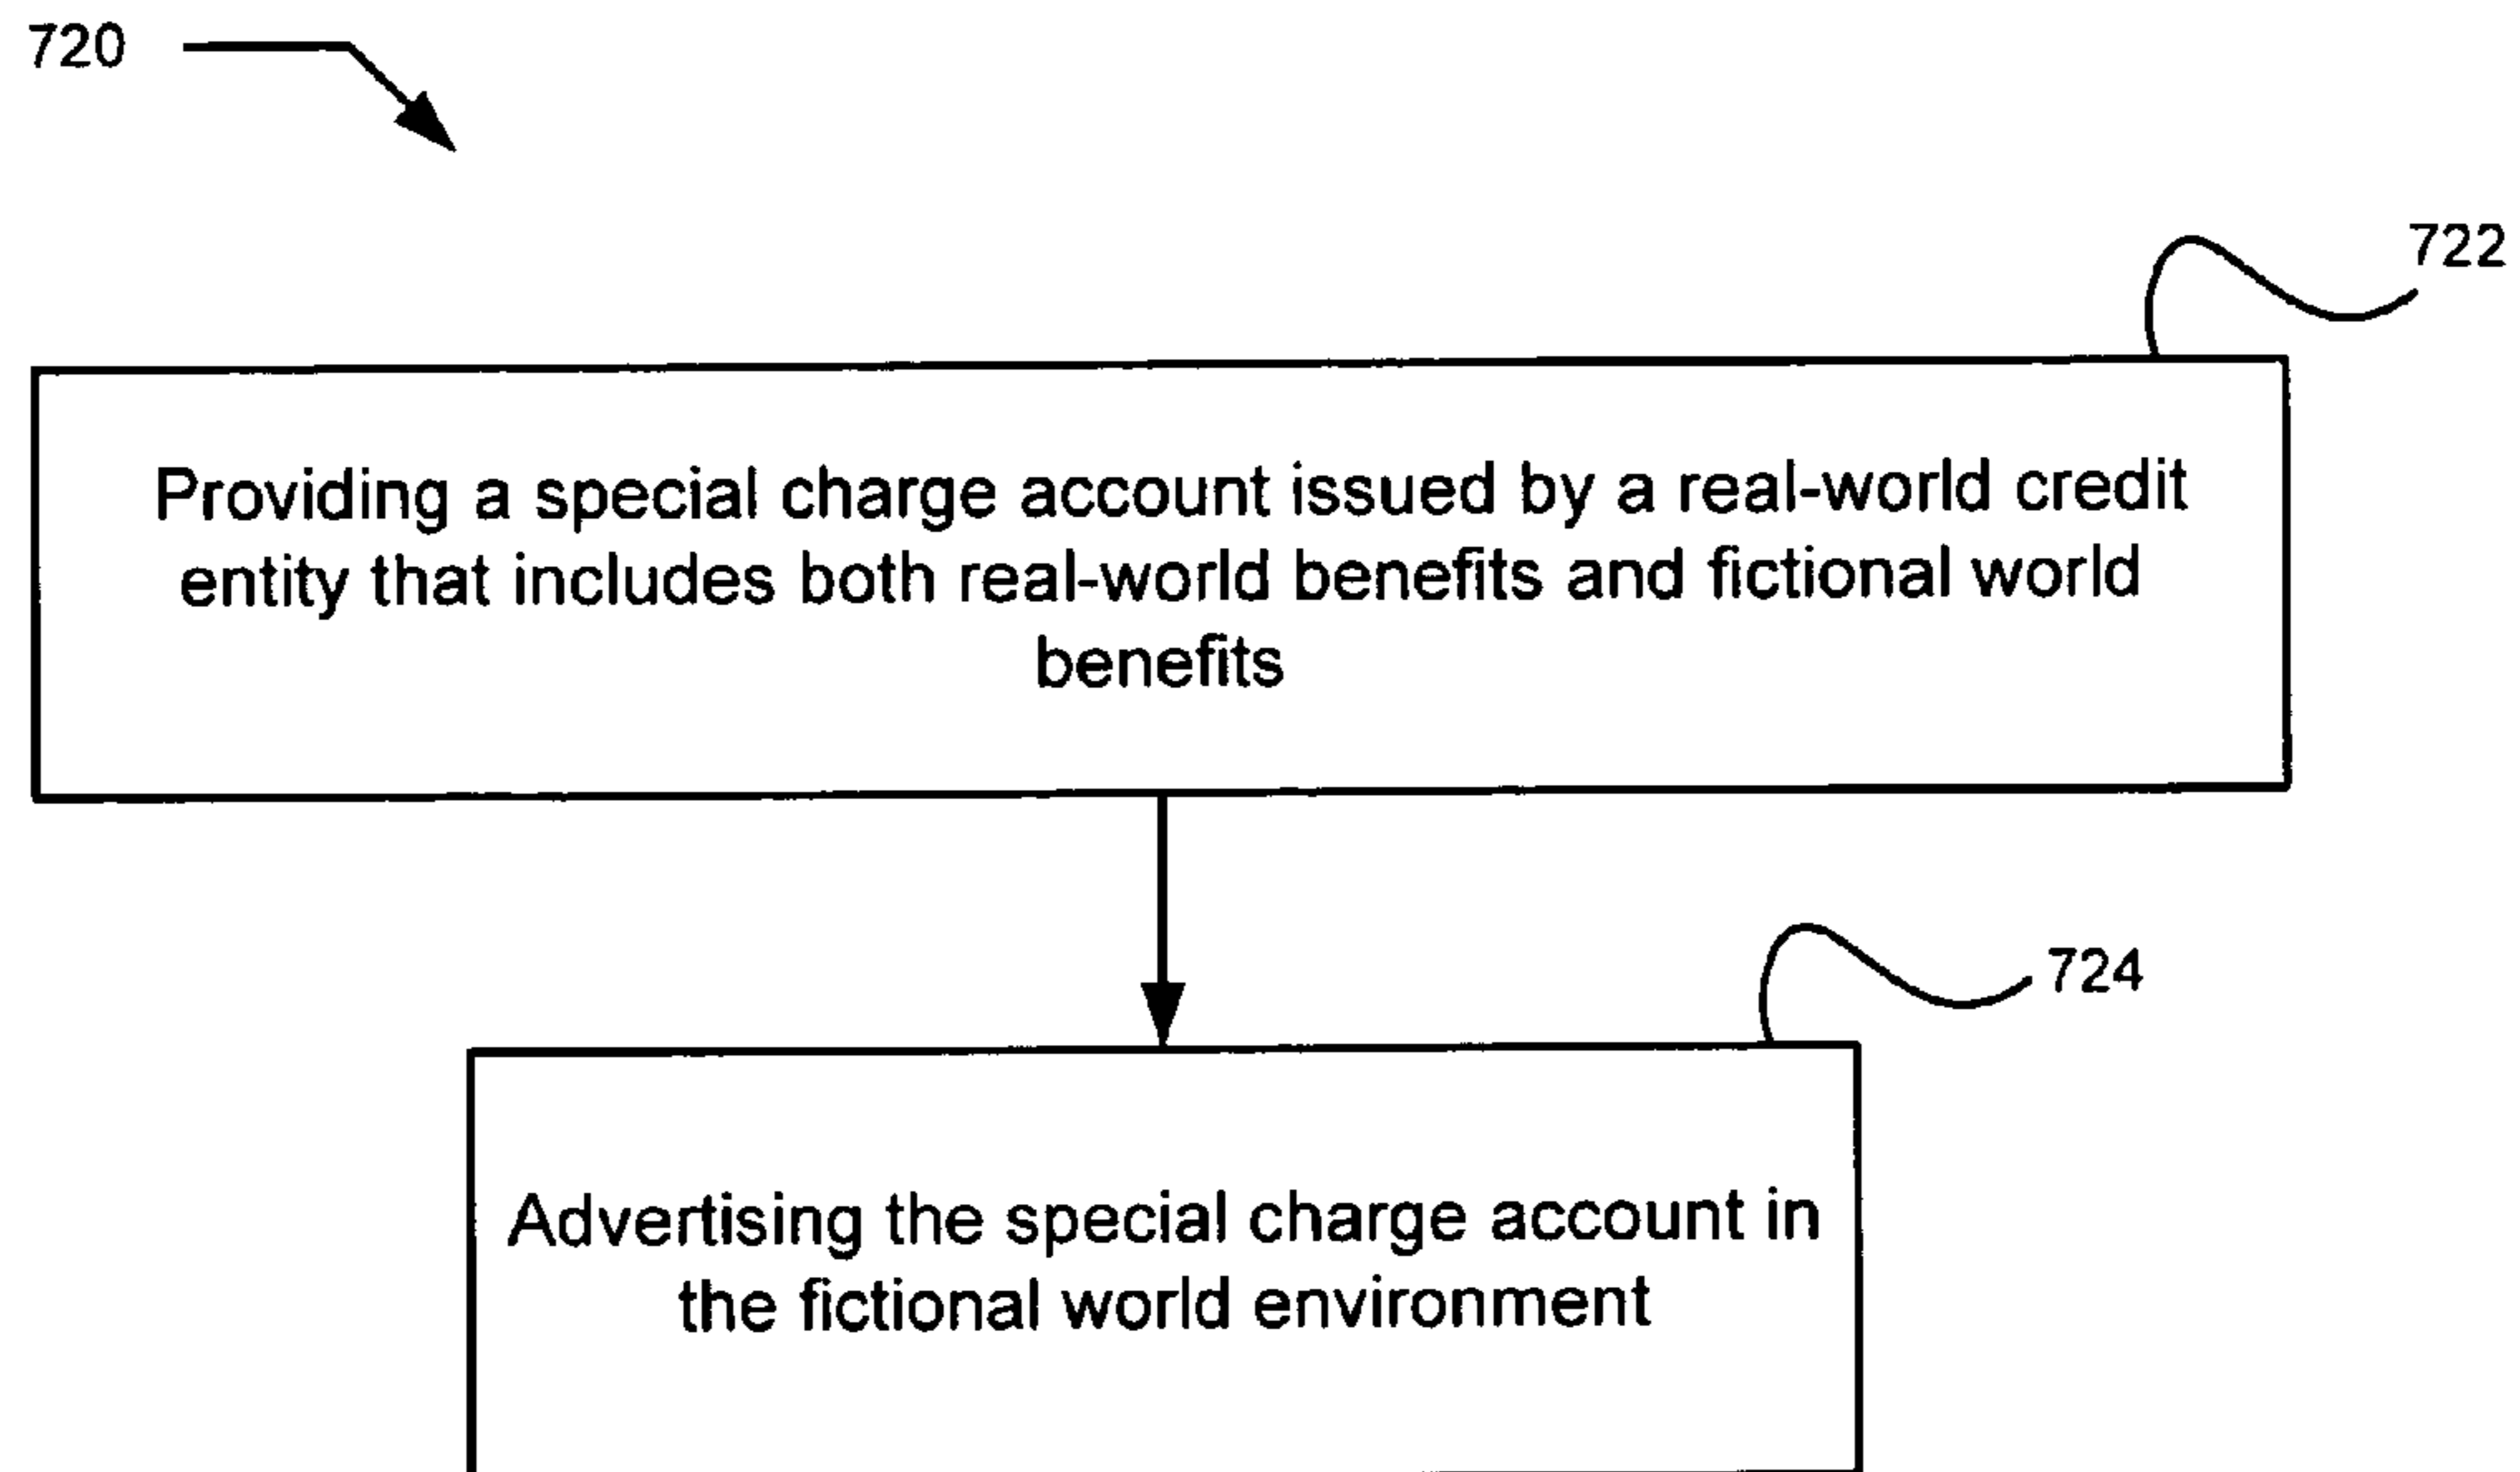 720
722
Providing a special charge account issued by a real-world credit
entity that includes both real-world benefits and fictional world
benefits
724
Advertising the special charge account in
the fictional world environment